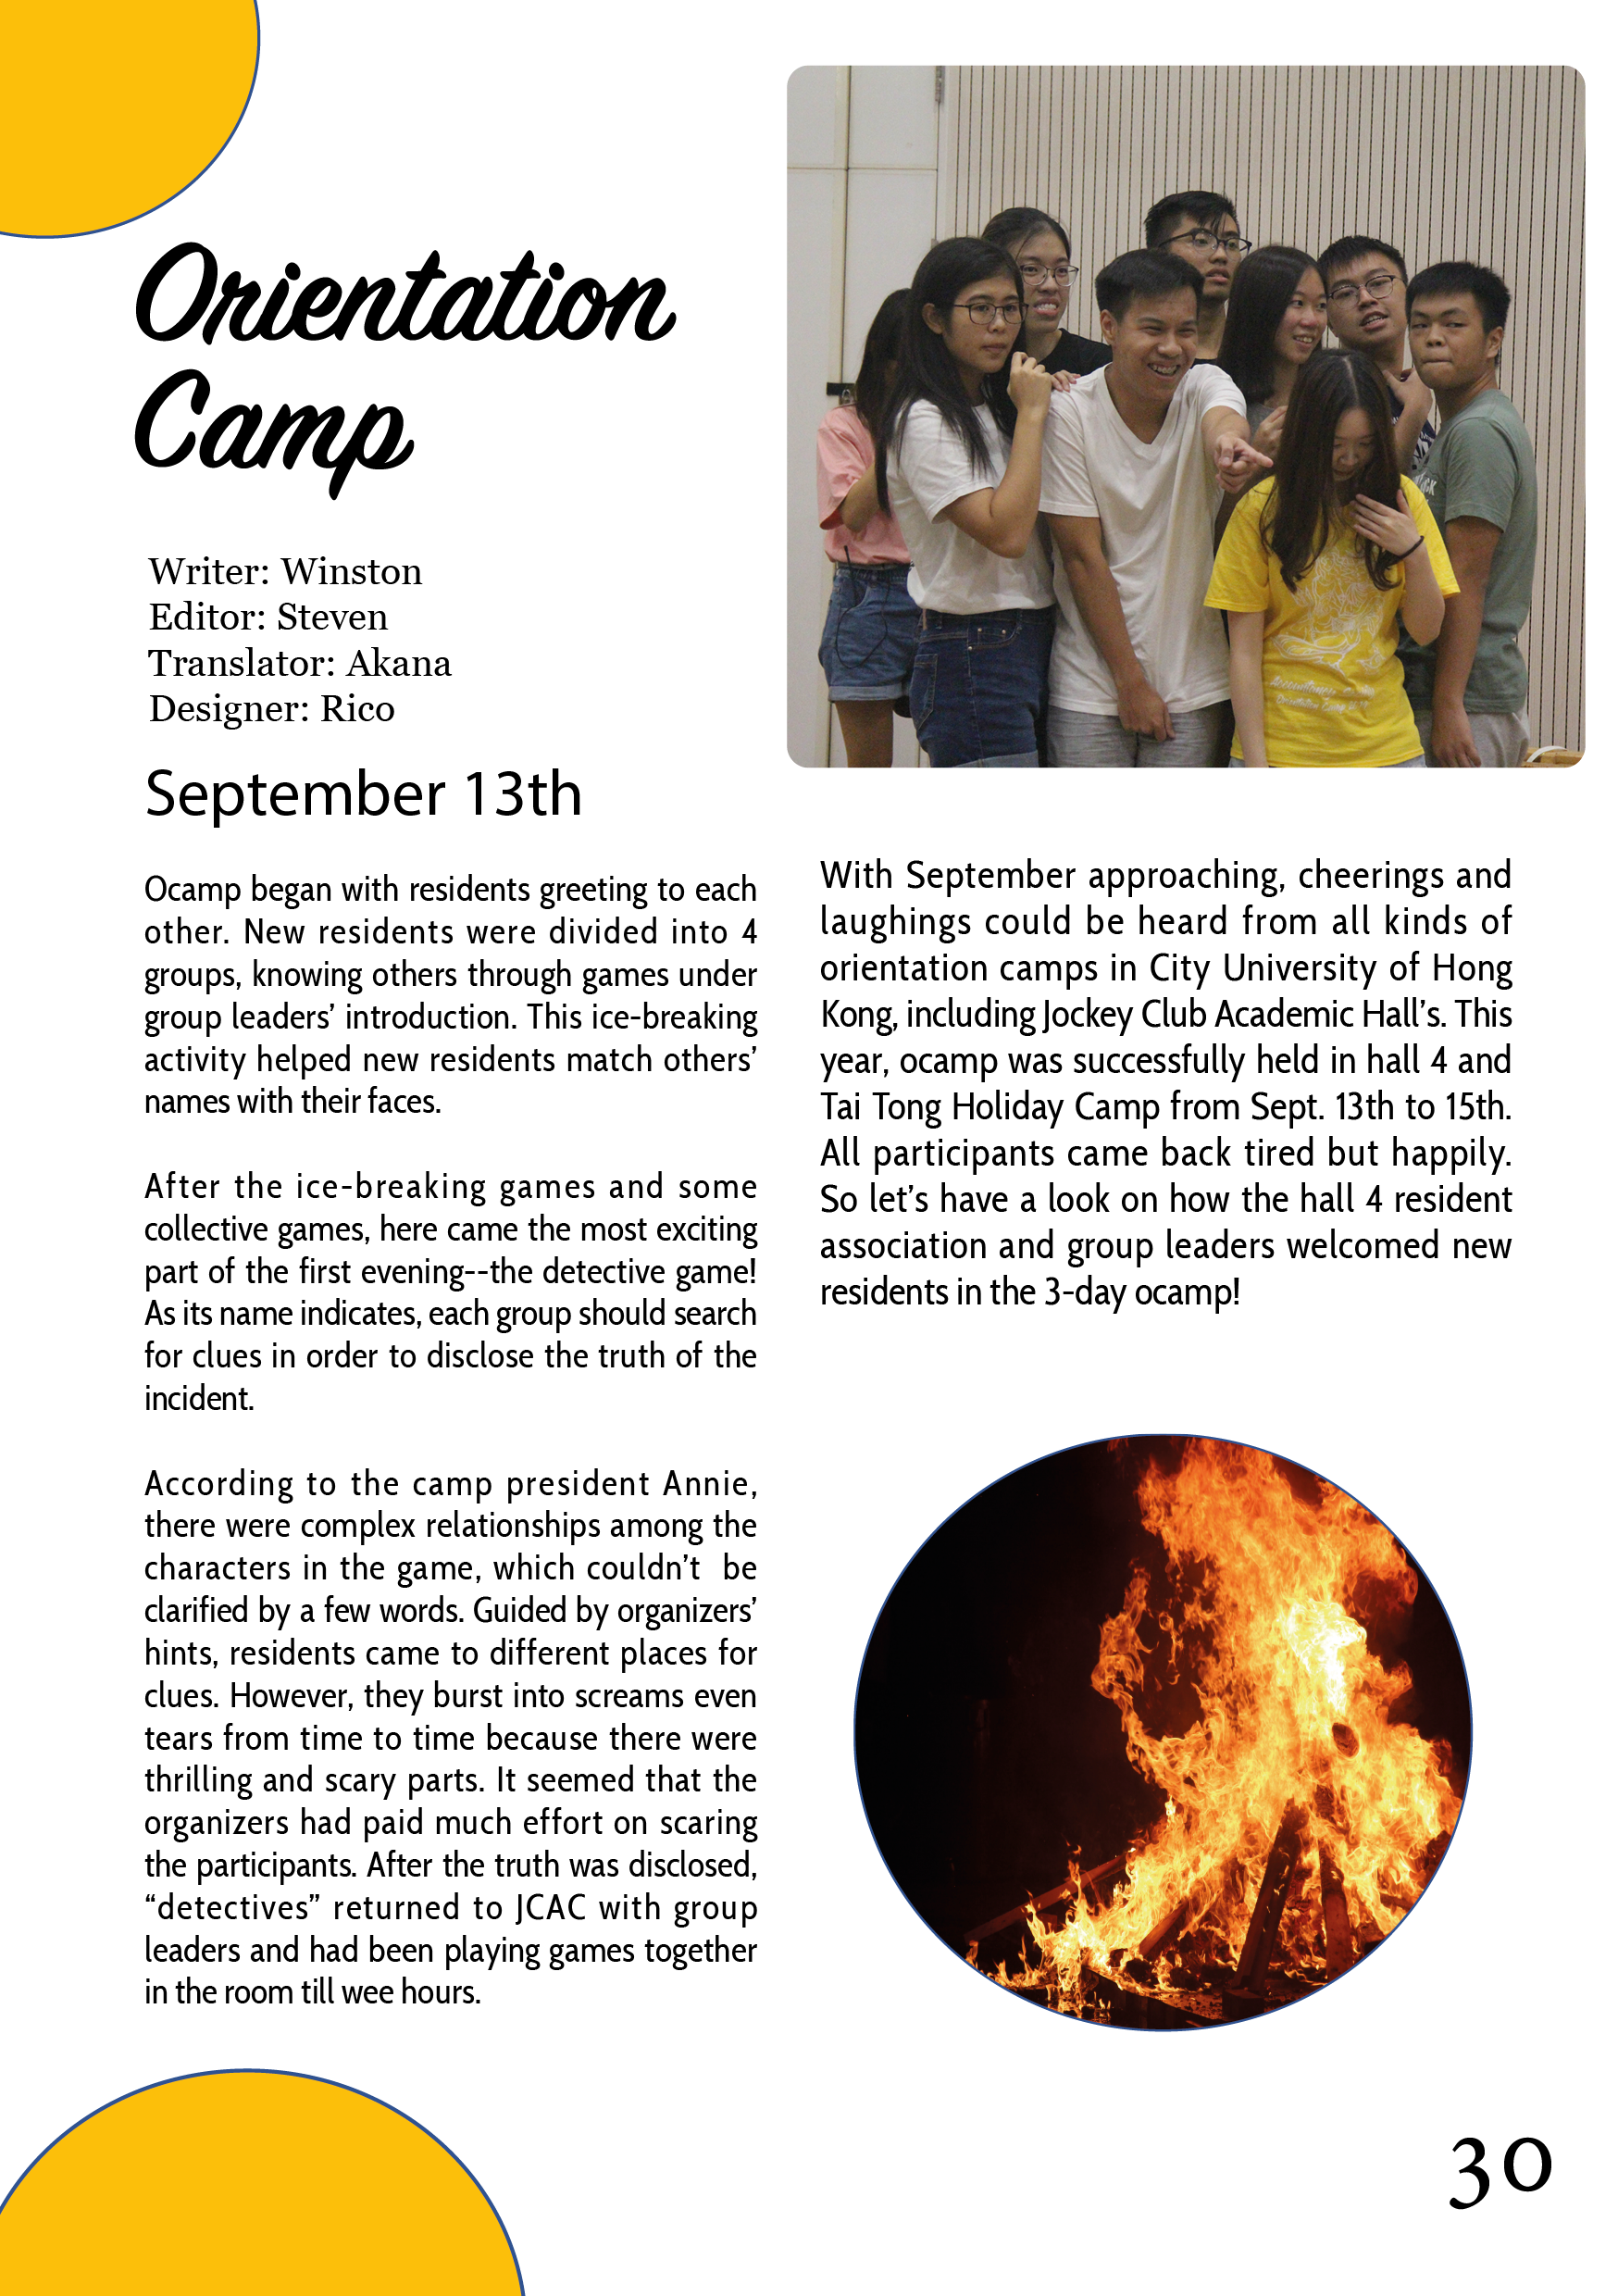 Orientation
Camp
Writer: Winston
Editor: Steven
Translator: Akana
Designer: Rico
September 13th
Ocamp began with residents greeting to each
other. New residents were divided into 4
groups, knowing others through games under
group leaders’ introduction. This ice-breaking
activity helped new residents match others’
names with their faces.
After the ice-breaking games and some
collective games, here came the most exciting
part of the first evening--the detective game!
As its name indicates, each group should search
for clues in order to disclose the truth of the
incident.
According to the camp president Annie,
there were complex relationships among the
characters in the game, which couldn’t be
clarified by a few words. Guided by organizers’
hints, residents came to different places for
clues. However, they burst into screams even
tears from time to time because there were
thrilling and scary parts. It seemed that the
organizers had paid much effort on scaring
the participants. After the truth was disclosed,
“detectives” returned to JCAC with group
leaders and had been playing games together
in the room till wee hours.
With September approaching, cheerings and
laughings could be heard from all kinds of
orientation camps in City University of Hong
Kong, including Jockey Club Academic Hall’s. This
year, ocamp was successfully held in hall 4 and
Tai Tong Holiday Camp from Sept. 13th to 15th.
All participants came back tired but happily.
So let’s have a look on how the hall 4 resident
association and group leaders welcomed new
residents in the 3-day ocamp!
30